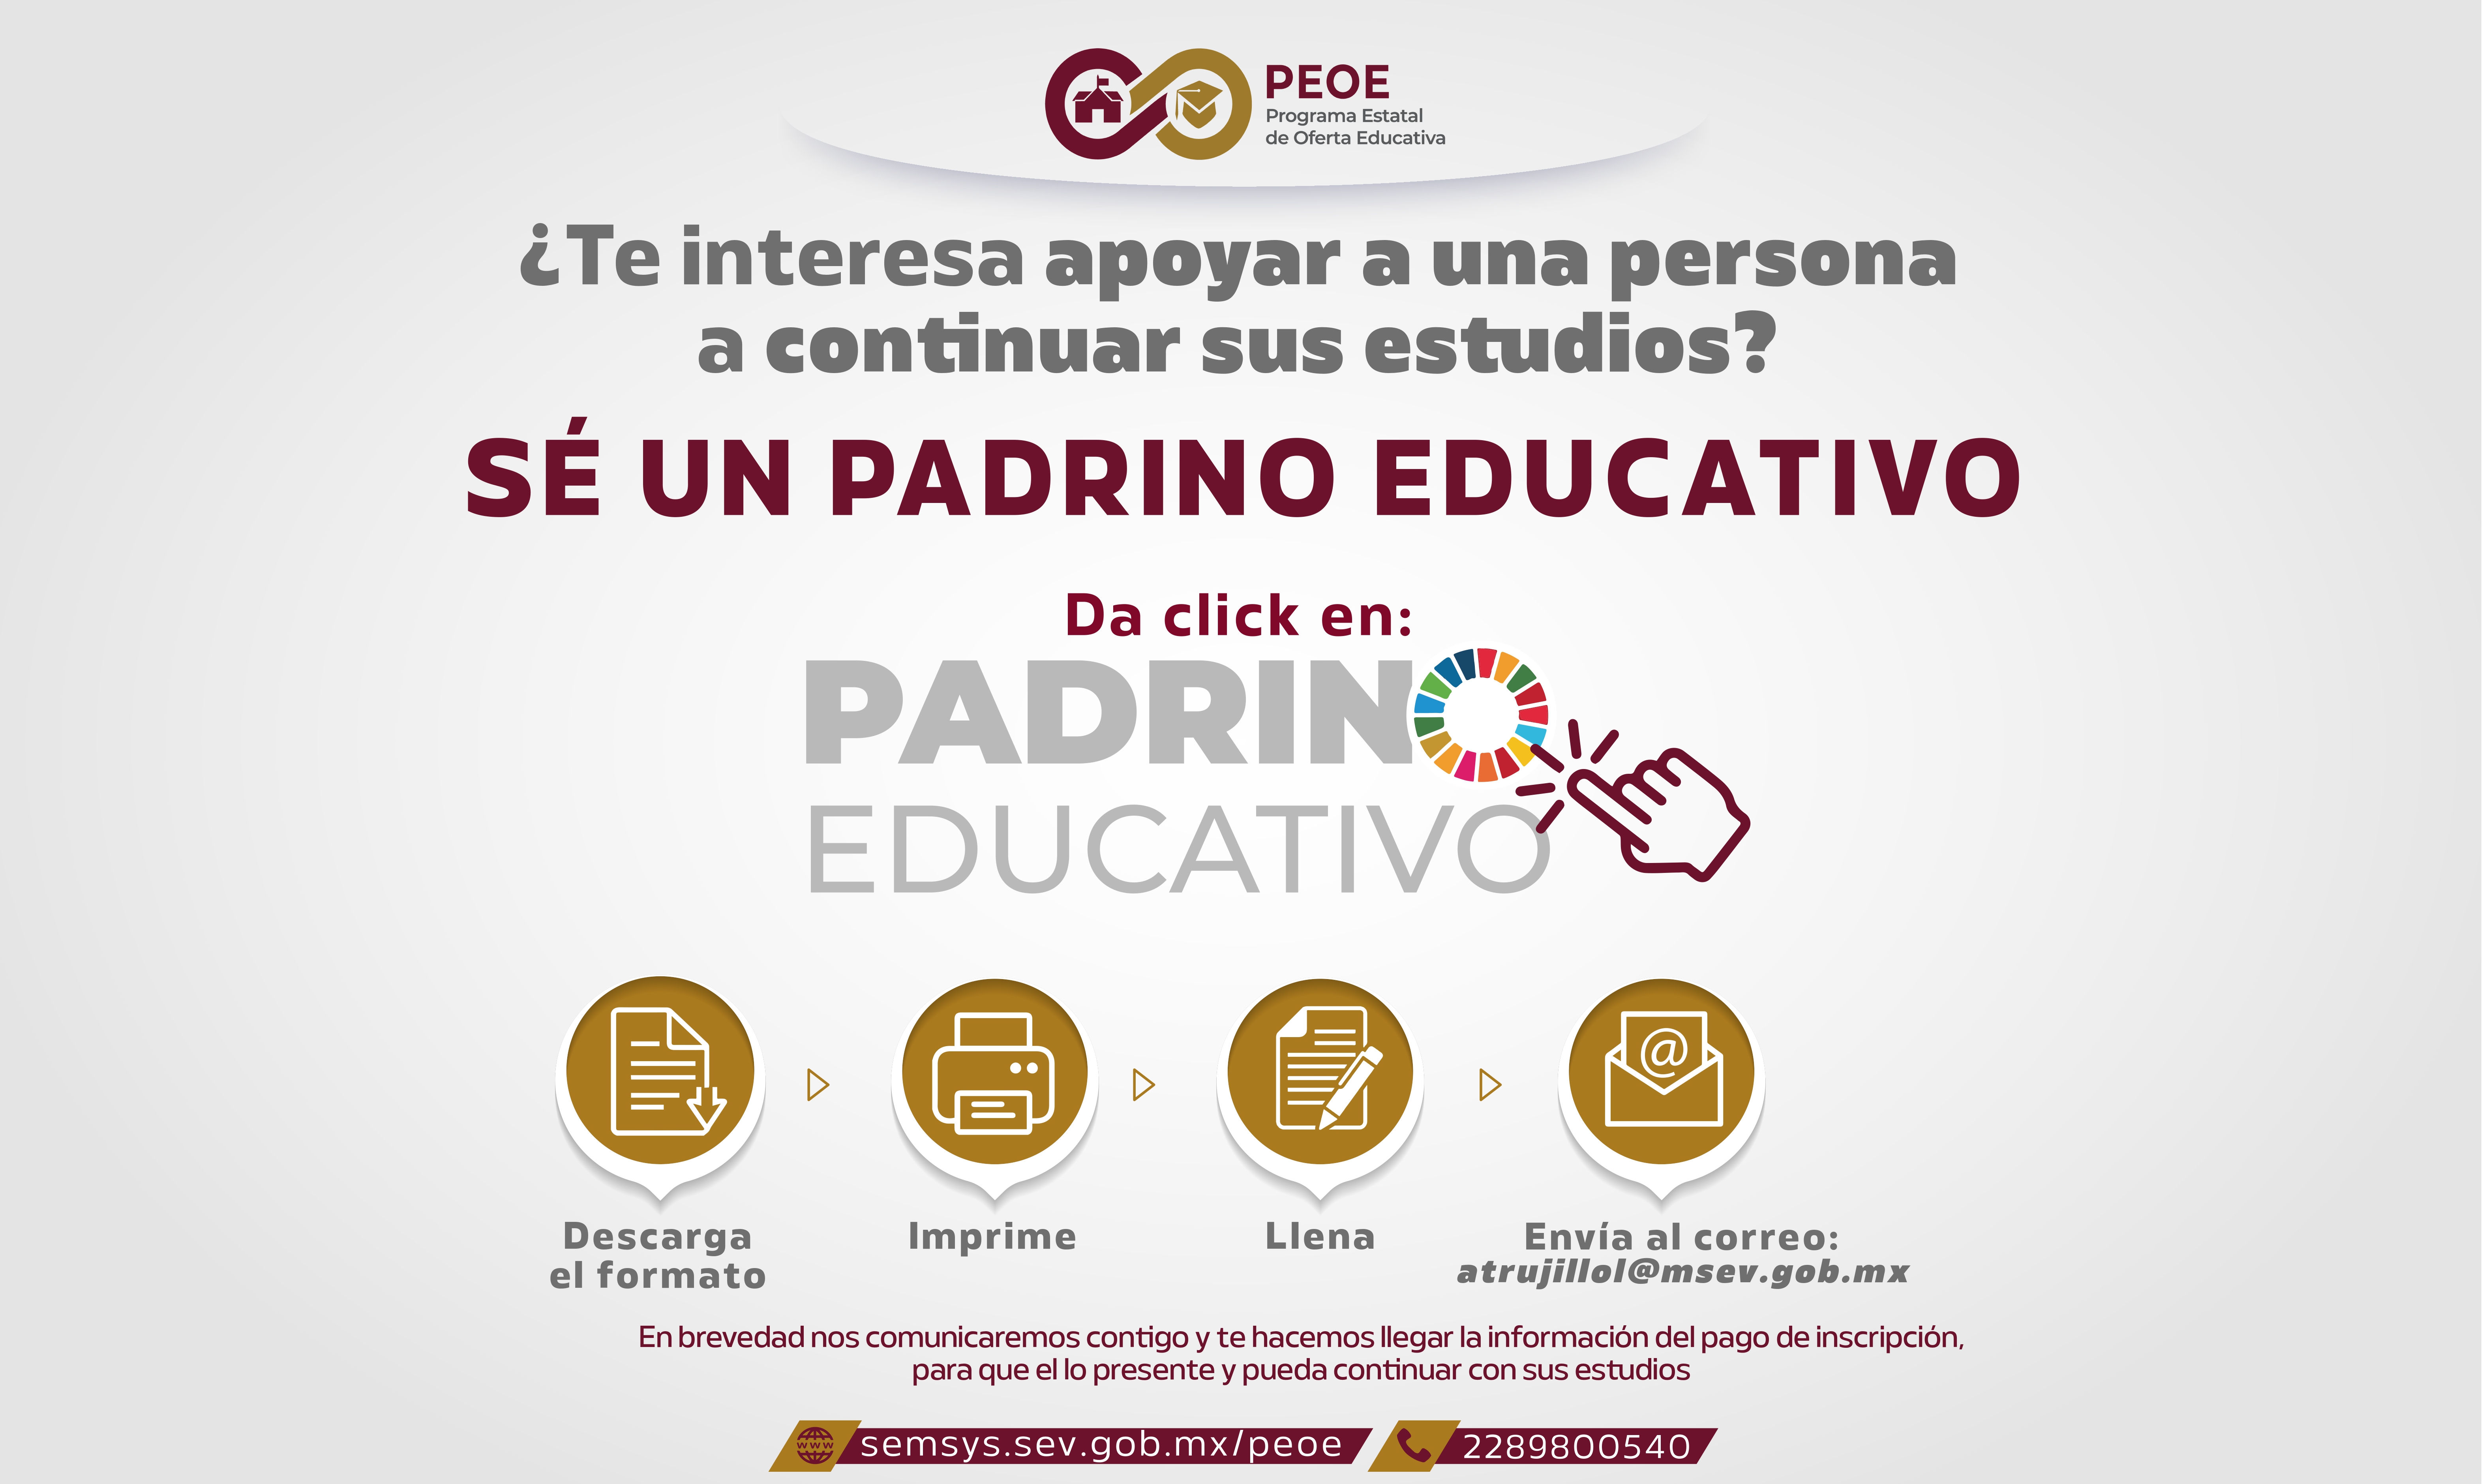 PEOE
Programa Estatal
de Oferta Educativa
¿Te interesa apoyar a una persona
a continuar sus estudios?
SÉ UN PADRINO EDUCATIVO
Da click en:
PADRINO
EDUCATIVO
@
Descarga
el formato
Imprime
Llena
Envía al correo:
atrujillol@msev.gob.mx
En brevedad nos comunicaremos contigo y te hacemos llegar la información del pago de inscripción,
para que el lo presente y pueda continuar con sus estudios
www
semsys.sev.gob.mx/peoe
2289800540